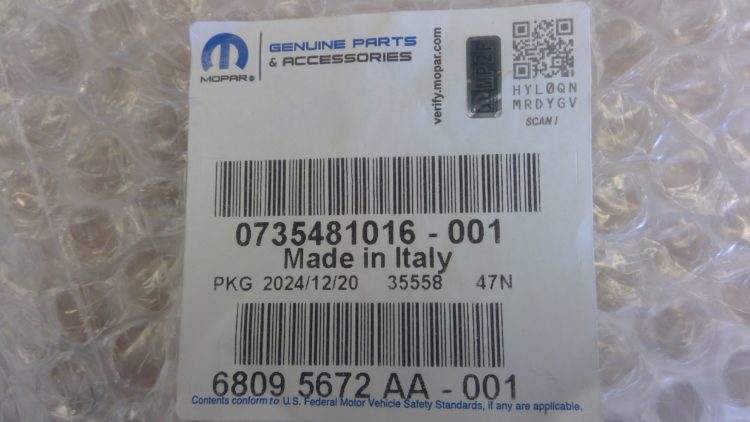 MOPAR®
GENUINE PARTS
& ACCESSORIES
verify.mopar.com
HYL0QN
MRDYGV
SCAN!
0735481016 - 001
Made in Italy
PKG 2024/12/20 35558 47N
6809 5672 AA - 001
Contents conform to U.S. Federal Motor Vehicle Safety Standards, if any are applicable.